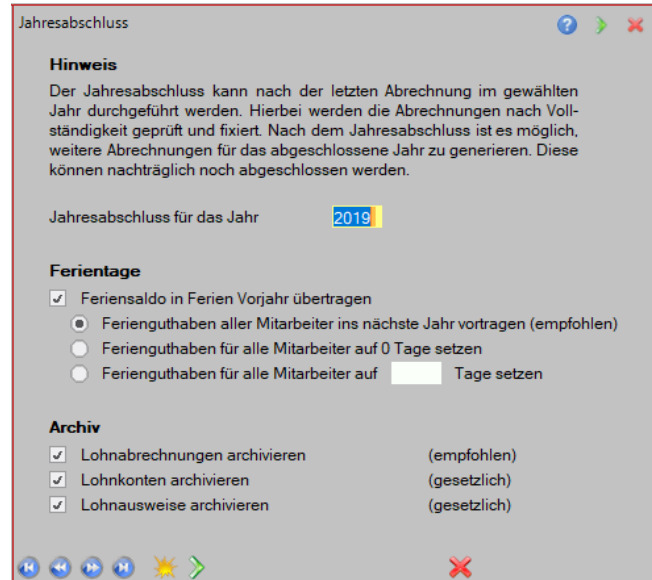 Jahresabschluss
Hinweis
Der Jahresabschluss kann nach der letzten Abrechnung im gewählten
Jahr durchgeführt werden. Hierbei werden die Abrechnungen nach Voll-
ständigkeit geprüft und fixiert. Nach dem Jahresabschluss ist es möglich,
weitere Abrechnungen für das abgeschlossene Jahr zu generieren. Diese
können nachträglich noch abgeschlossen werden.
Jahresabschluss für das Jahr 2019
Ferientage
Feriensaldo in Ferien Vorjahr übertragen
Ferienguthaben aller Mitarbeiter ins nächste Jahr vortragen (empfohlen)
Ferienguthaben für alle Mitarbeiter auf 0 Tage setzen
Ferienguthaben für alle Mitarbeiter auf Tage setzen
Archiv
Lohnabrechnungen archivieren (empfohlen)
Lohnkonten archivieren (gesetzlich)
Lohnausweise archivieren (gesetzlich)